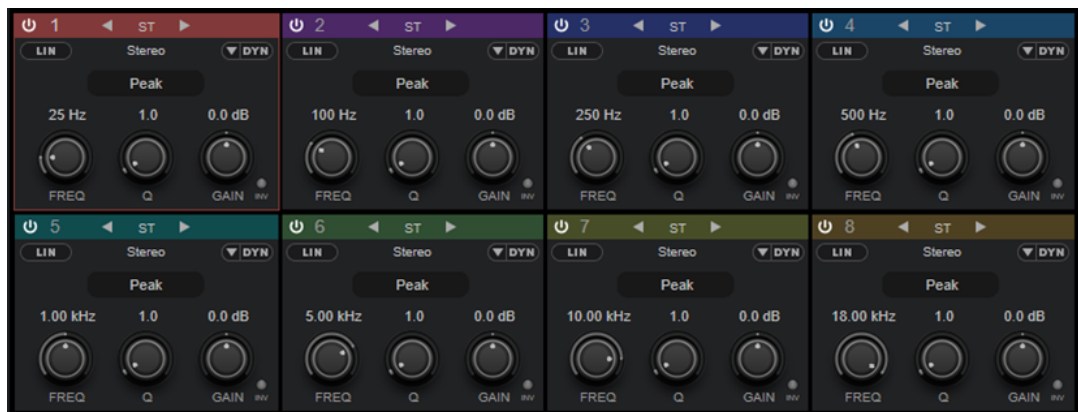 1 ST 2 ST 3 ST 4 ST
LIN Stereo DYN LIN Stereo DYN LIN Stereo DYN LIN Stereo DYN
Peak Peak Peak Peak
25 Hz 1.0 0.0 dB 100 Hz 1.0 0.0 dB 250 Hz 1.0 0.0 dB 500 Hz 1.0 0.0 dB
FREQ Q GAIN INV FREQ Q GAIN INV FREQ Q GAIN INV FREQ Q GAIN INV
5 ST 6 ST 7 ST 8 ST
LIN Stereo DYN LIN Stereo DYN LIN Stereo DYN LIN Stereo DYN
Peak Peak Peak Peak
1.00 kHz 1.0 0.0 dB 5.00 kHz 1.0 0.0 dB 10.00 kHz 1.0 0.0 dB 18.00 kHz 1.0 0.0 dB
FREQ Q GAIN INV FREQ Q GAIN INV FREQ Q GAIN INV FREQ Q GAIN INV